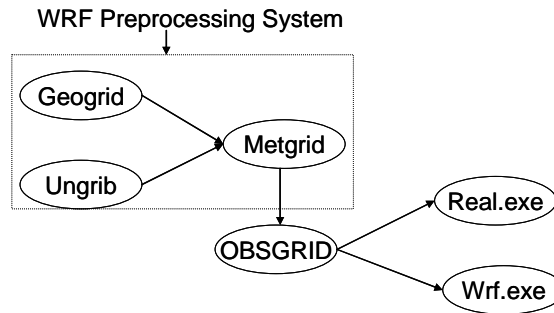 WRF Preprocessing System
Geogrid
Metgrid
Ungrib
Real.exe
OBSGRID
Wrf.exe